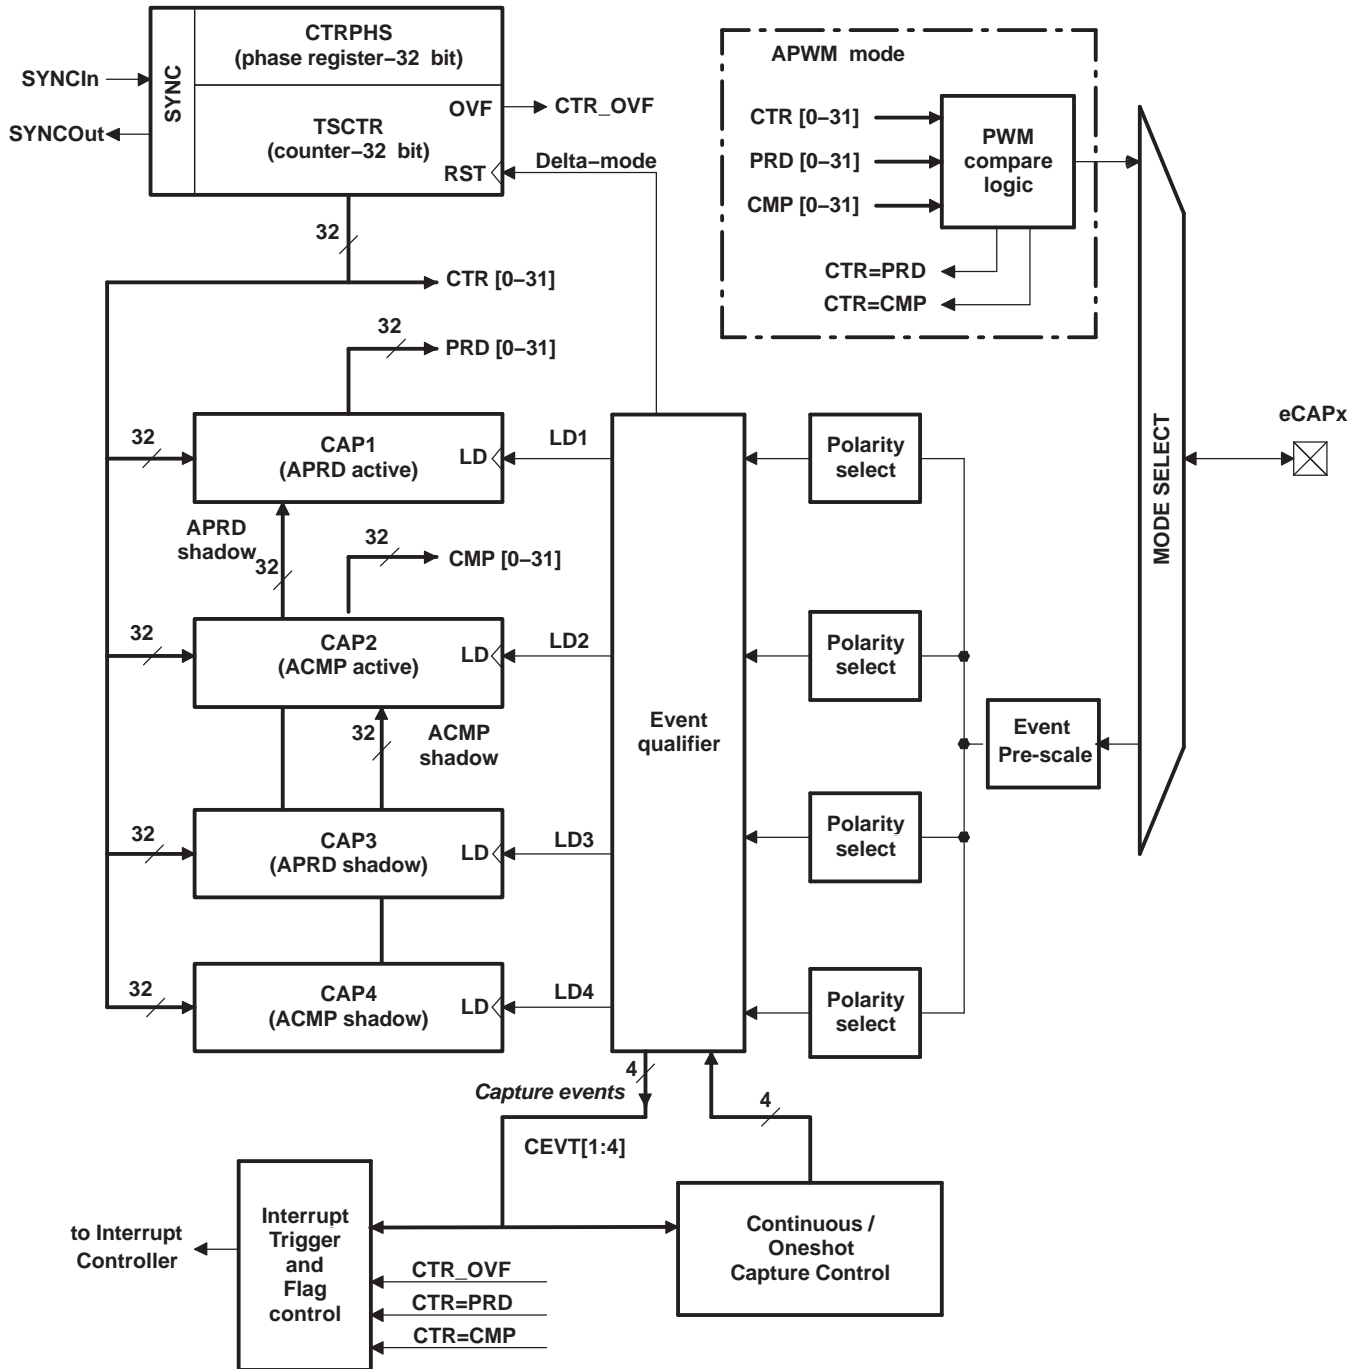 CTRPHS
(phase register−32 bit)
APWM mode
SYNCIn
SYNC
SYNCOut
OVF
CTR_OVF
TSCTR
(counter−32 bit)
RST
Delta−mode
CTR [0−31]
PRD [0−31]
CMP [0−31]
PWM
compare
logic
CTR=PRD
CTR=CMP
32
CTR [0−31]
32
PRD [0−31]
MODE SELECT
eCAPx
32
CAP1
(APRD active)
LD
LD1
Polarity
select
APRD
shadow
32
32
CMP [0−31]
32
CAP2
(ACMP active)
LD
LD2
Polarity
select
32
ACMP
shadow
Event
qualifier
Event
Pre-scale
32
CAP3
(APRD shadow)
LD
LD3
Polarity
select
32
CAP4
(ACMP shadow)
LD
LD4
Polarity
select
4
Capture events
CEVT[1:4]
4
to Interrupt
Controller
Interrupt
Trigger
and
Flag
control
CTR_OVF
CTR=PRD
CTR=CMP
Continuous /
Oneshot
Capture Control